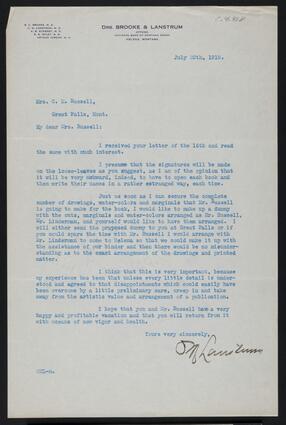 DRS. BROOKE & LANSTRUM
OFFICES
HELENA, MONTANA
July 20th, 1915.
Mrs. C. M. Russell,
Great Falls, Mont.
My dear Mrs. Russell:
I received your letter of the 16th and read
the same with much interest.
I presume that the signatures will be made
on the loose-leaves as you suggest, as I am of the opinion that
it will be very awkward, indeed, to have to open each book and
then write their names in a rather estranged way, each time.
Just as soon as I can secure the complete
number of drawings, water-colors and marginals that Mr. Russell
is going to make for the book, I would like to make up a dummy
with the cuts, marginals and water-colors arranged as Mr. Russell,
Mr. Linderman, and yourself would like to have them arranged. I
will either send the proposed dummy to you at Great Falls or if
you could spare the time with Mr. Russell I would arrange with
Mr. Linderman to come to Helena so that we could make it up with
the assistance of our binder and then there would be no mistaken
standing as to the exact arrangement of the drawings and printed
matter.
I think that this is very important, because
my experience has been that unless every little detail is under-
stood and agreed to that disappointments which could easily have
been overcome by a little preliminary care, creep in and take
away from the artistic value and arrangement of a publication.
I hope that you and Mr. Russell have a very
happy and profitable vacation and that you will return from it
with oceans of new vigor and health.
Yours very sincerely,